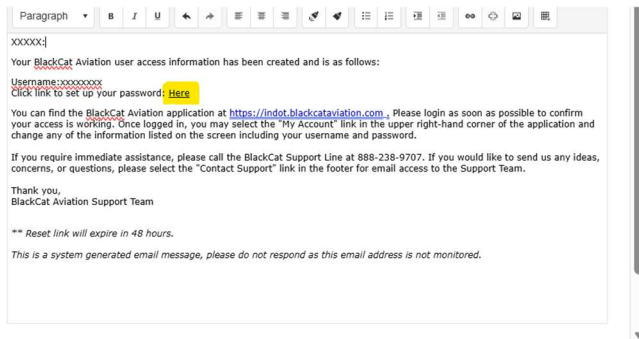 Paragraph B I U
XXXXX:
Your BlackCat Aviation user access information has been created and is as follows:
Username:xxxxxxxx
Click link to set up your password: Here
You can find the BlackCat Aviation application at https://indot.blackcataviation.com . Please login as soon as possible to confirm
your access is working. Once logged in, you may select the "My Account" link in the upper right-hand corner of the application and
change any of the information listed on the screen including your username and password.
If you require immediate assistance, please call the BlackCat Support Line at 888-238-9707. If you would like to send us any ideas,
concerns, or questions, please select the "Contact Support" link in the footer for email access to the Support Team.
Thank you,
BlackCat Aviation Support Team
** Reset link will expire in 48 hours.
This is a system generated email message, please do not respond as this email address is not monitored.